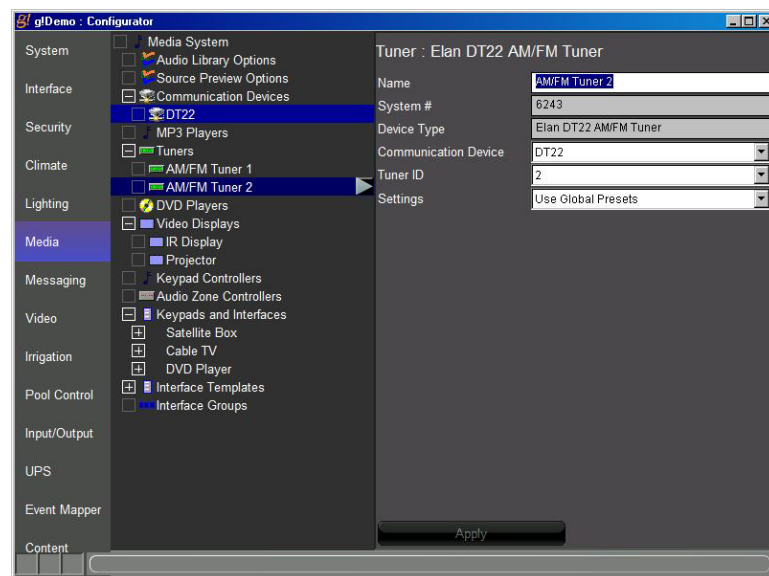 g! g!Demo : Configurator
System
Interface
Security
Climate
Lighting
Media
Messaging
Video
Irrigation
Pool Control
Input/Output
UPS
Event Mapper
Content
Media System
Audio Library Options
Source Preview Options
Communication Devices
DT22
MP3 Players
Tuners
AM/FM Tuner 1
AM/FM Tuner 2
DVD Players
Video Displays
IR Display
Projector
Keypad Controllers
Audio Zone Controllers
Keypads and Interfaces
Satellite Box
Cable TV
DVD Player
Interface Templates
Interface Groups
Tuner : Elan DT22 AM/FM Tuner
Name AM/FM Tuner 2
System # 6243
Device Type Elan DT22 AM/FM Tuner
Communication Device DT22
Tuner ID 2
Settings Use Global Presets
Apply